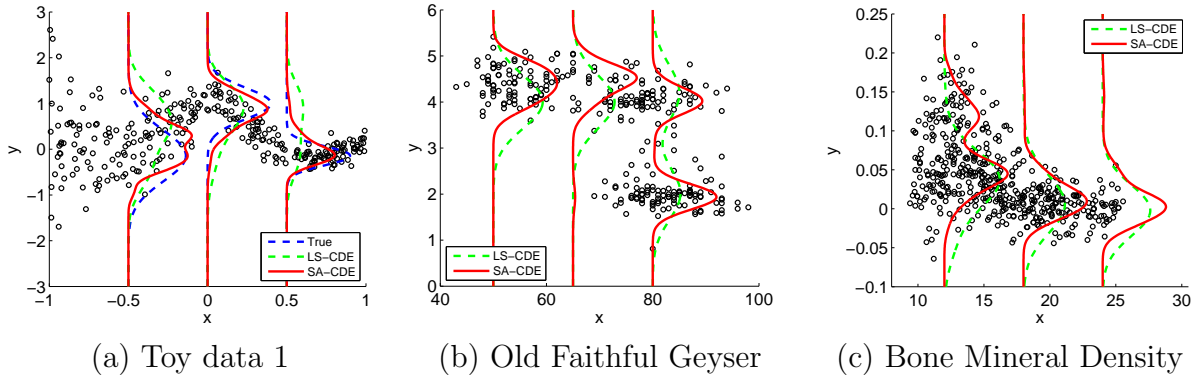 3
2
1
0
−1
−2
−3
y
−1
−0.5
0
0.5
1
x
True
LS−CDE
SA−CDE
(a) Toy data 1
6
5
4
3
2
1
0
y
40
60
80
100
x
LS−CDE
SA−CDE
(b) Old Faithful Geyser
0.25
0.2
0.15
0.1
0.05
0
−0.05
−0.1
y
10
15
20
25
30
x
LS−CDE
SA−CDE
(c) Bone Mineral Density